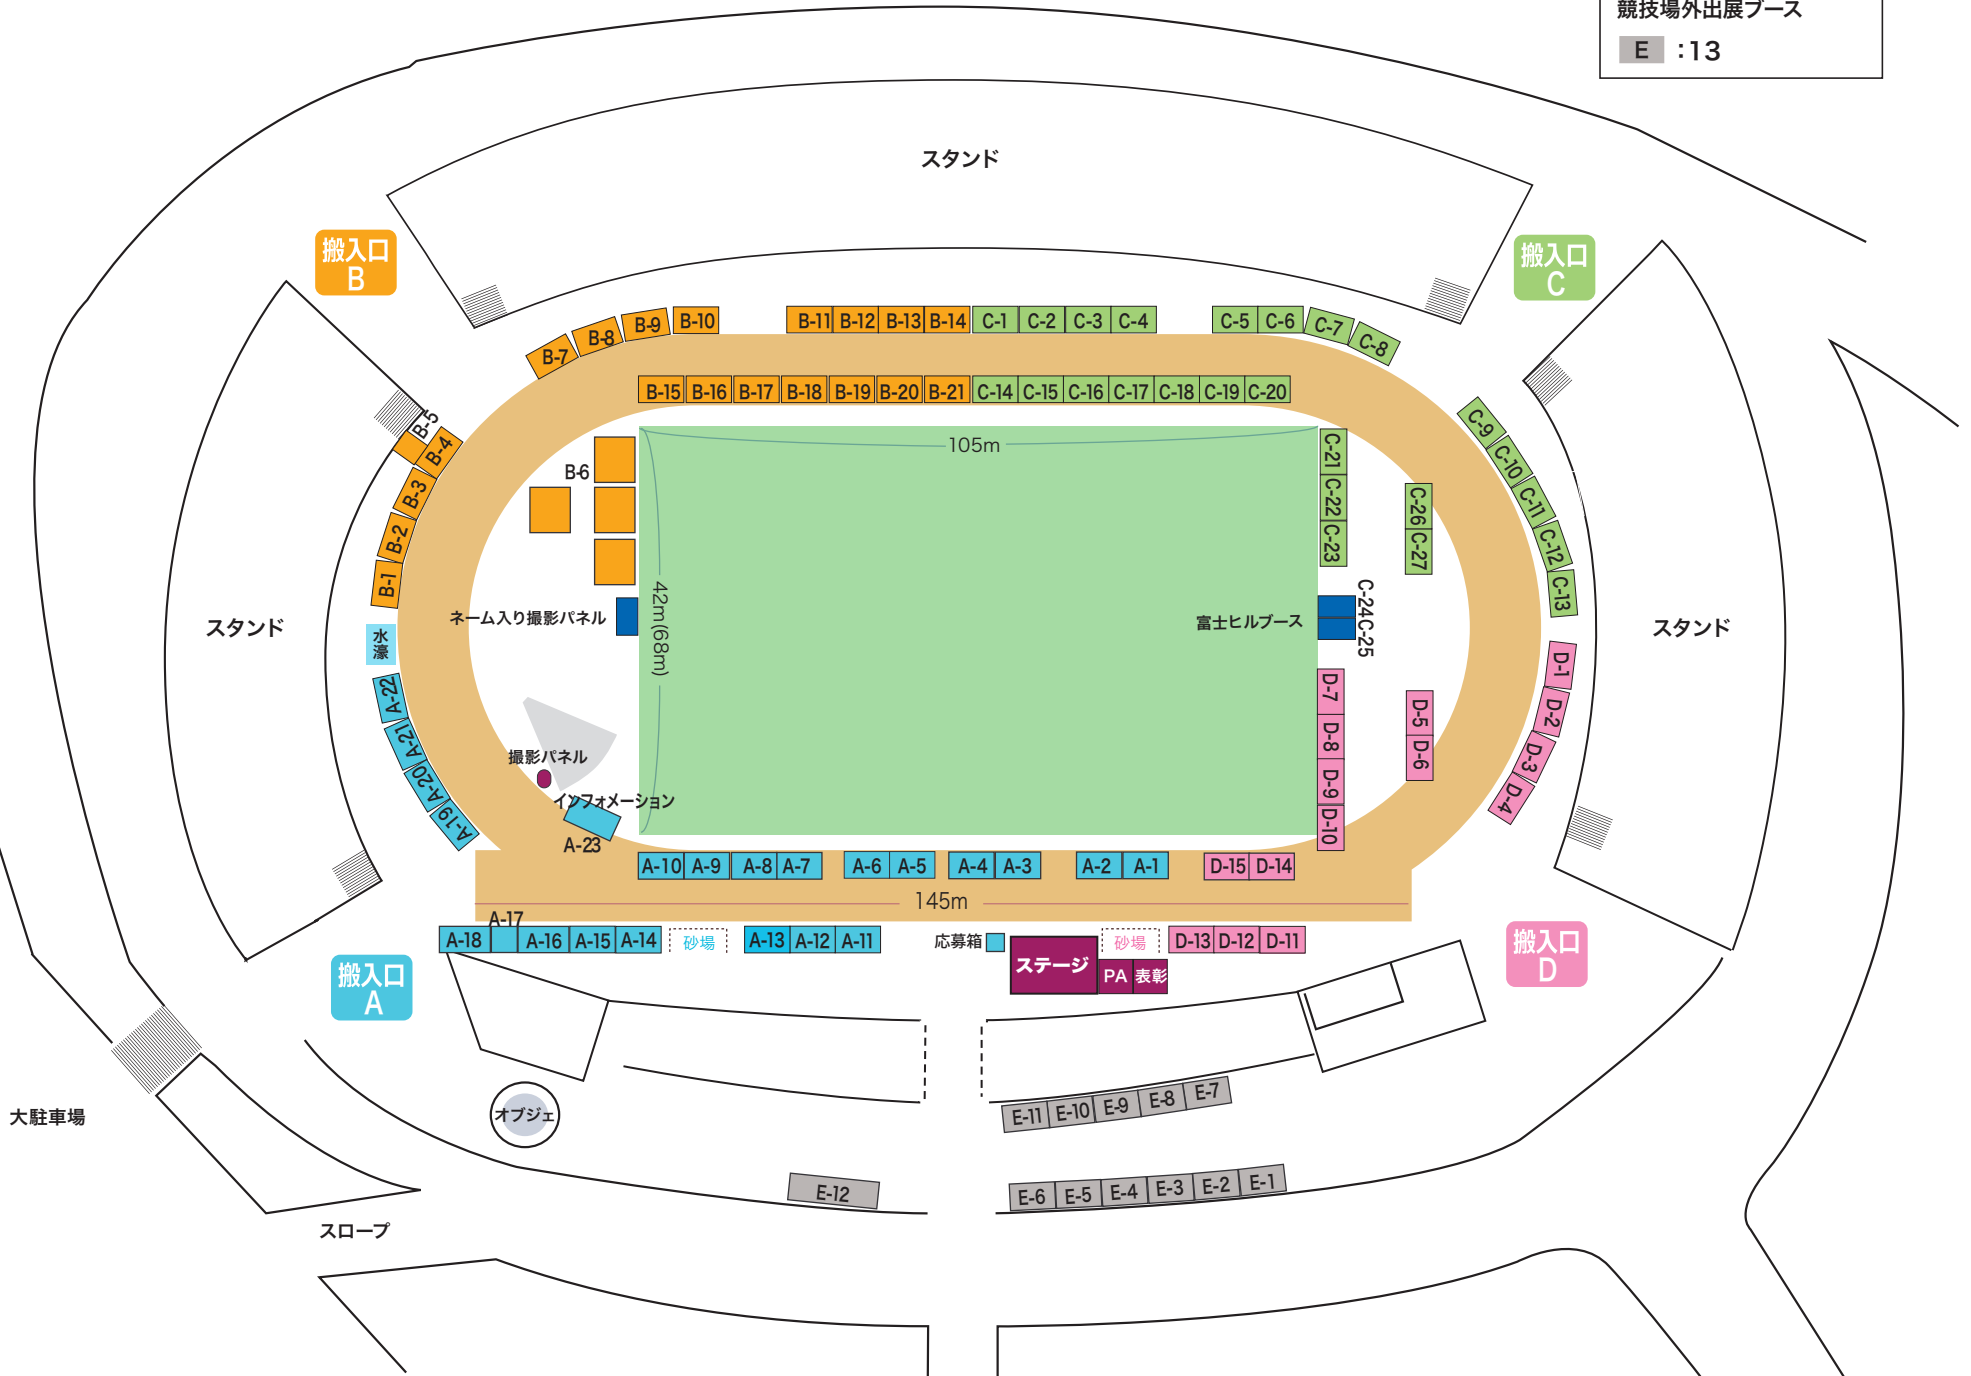 競技場外出展ブース
E :13
スタンド
搬入口
B
搬入口
C
B-7
B-8
B-9
B-10
B-11
B-12
B-13
B-14
C-1
C-2
C-3
C-4
C-5
C-6
C-7
C-8
B-15
B-16
B-17
B-18
B-19
B-20
B-21
C-14
C-15
C-16
C-17
C-18
C-19
C-20
B-5
B-4
B-3
B-2
B-1
B-6
105m
42m(68m)
C-21
C-22
C-23
C-26
C-27
C-9
C-10
C-11
C-12
C-13
スタンド
水
濠
ネーム入り撮影パネル
富士ヒルブース
C-24
C-25
スタンド
A-22
A-21
A-20
A-19
撮影パネル
インフォメーション
A-23
D-7
D-8
D-9
D-10
D-5
D-6
D-1
D-2
D-3
D-4
A-10
A-9
A-8
A-7
A-6
A-5
A-4
A-3
A-2
A-1
D-15
D-14
145m
A-17
A-18
A-16
A-15
A-14
砂場
A-13
A-12
A-11
応募箱
ステージ
砂場
PA
表彰
D-13
D-12
D-11
搬入口
A
搬入口
D
大駐車場
オブジェ
E-11
E-10
E-9
E-8
E-7
E-12
E-6
E-5
E-4
E-3
E-2
E-1
スロープ